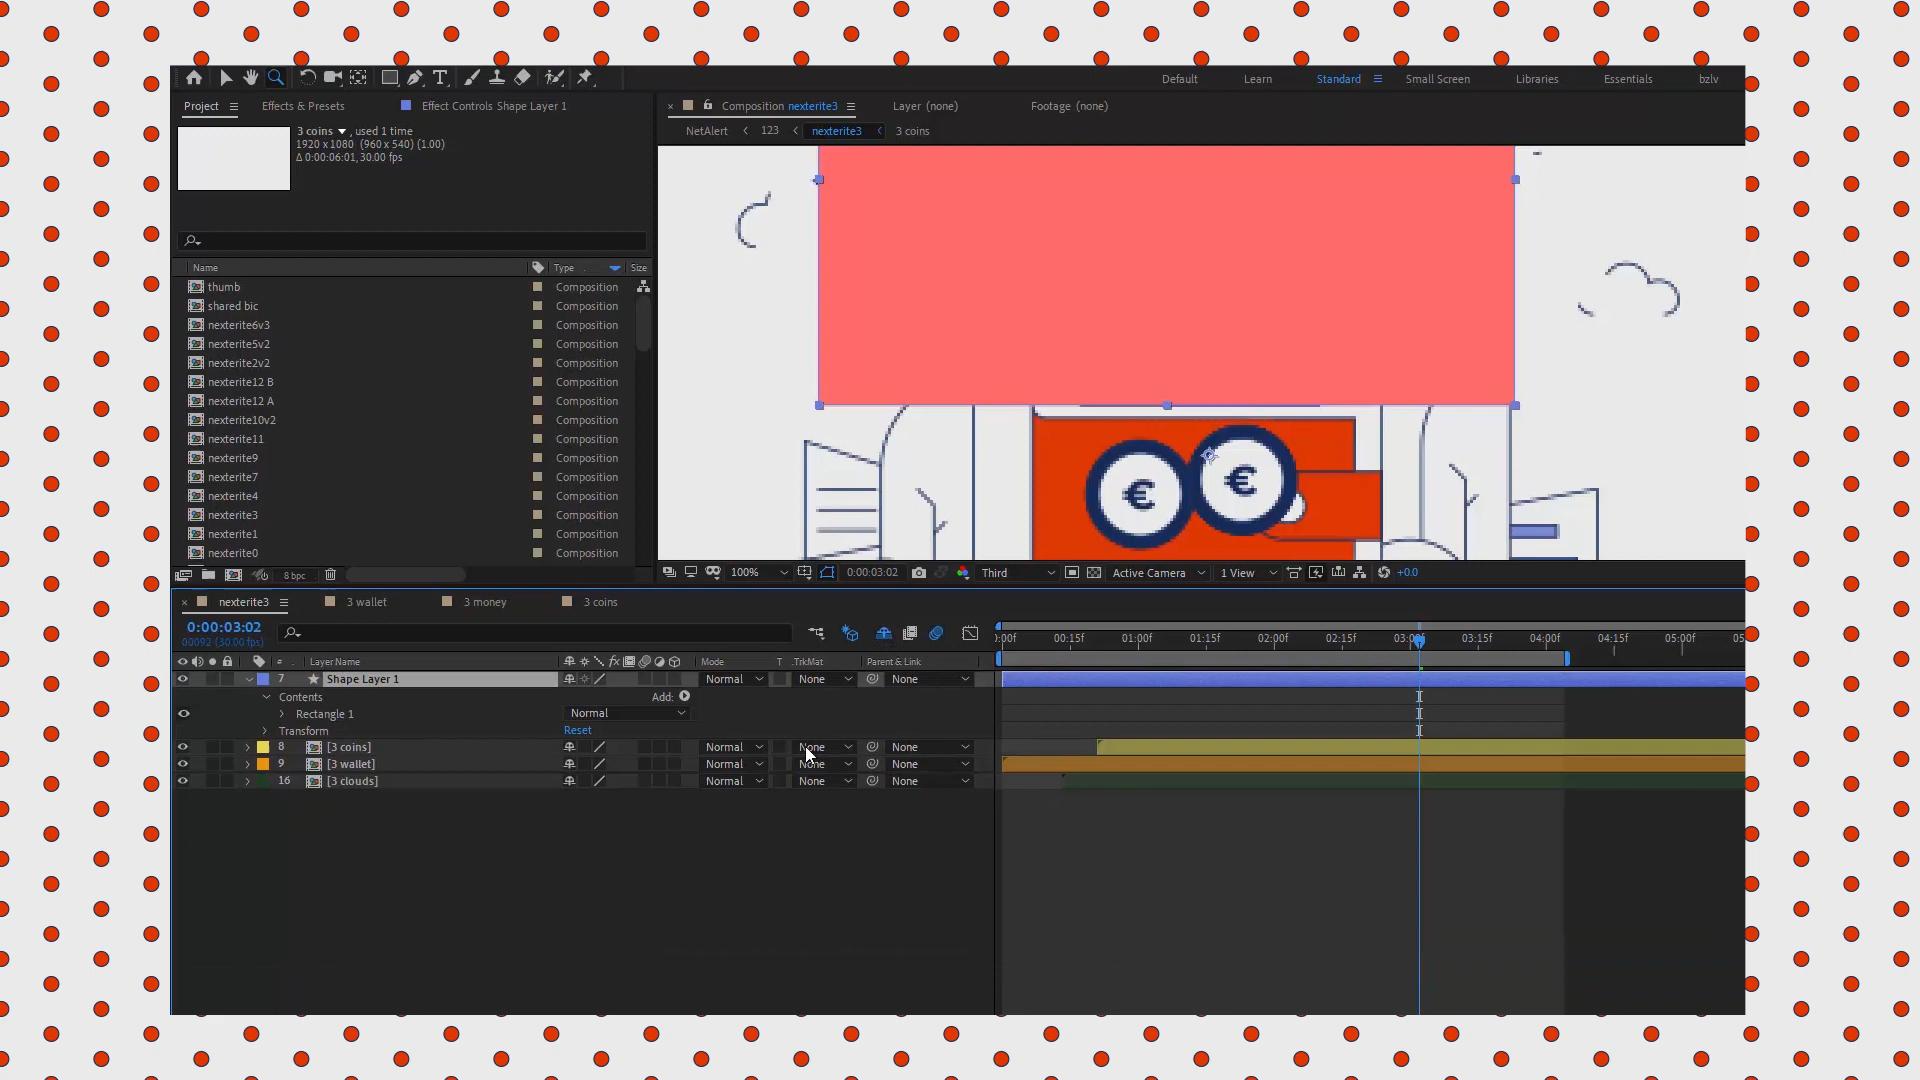 Default Learn Standard Small Screen Libraries Essentials bzlv
Project Effects & Presets Effect Controls Shape Layer 1
Composition nexterite3 Layer (none) Footage (none)
NetAlert 123 nexterite3 3 coins
3 coins , used 1 time
1920 x 1080 (960 x 540) (1.00)
Δ 0:00:06:01, 30.00 fps
Name Type Size
thumb Composition
shared bic Composition
nexterite6v3 Composition
nexterite5v2 Composition
nexterite2v2 Composition
nexterite12 B Composition
nexterite12 A Composition
nexterite10v2 Composition
nexterite11 Composition
nexterite9 Composition
nexterite7 Composition
nexterite4 Composition
nexterite3 Composition
nexterite1 Composition
nexterite0 Composition
€ €
8 bpc
100% 0:00:03:02 Third Active Camera 1 View +0.0
nexterite3 3 wallet 3 money 3 coins
0:00:03:02
00092 (30.00 fps)
:00f 00:15f 01:00f 01:15f 02:00f 02:15f 03:00f 03:15f 04:00f 04:15f 05:00f 05
# Layer Name Mode T .TrkMat Parent & Link
7 Shape Layer 1 Normal None None
Contents Add:
Rectangle 1 Normal
Transform Reset
8 [3 coins] Normal None None
9 [3 wallet] Normal None None
16 [3 clouds] Normal None None